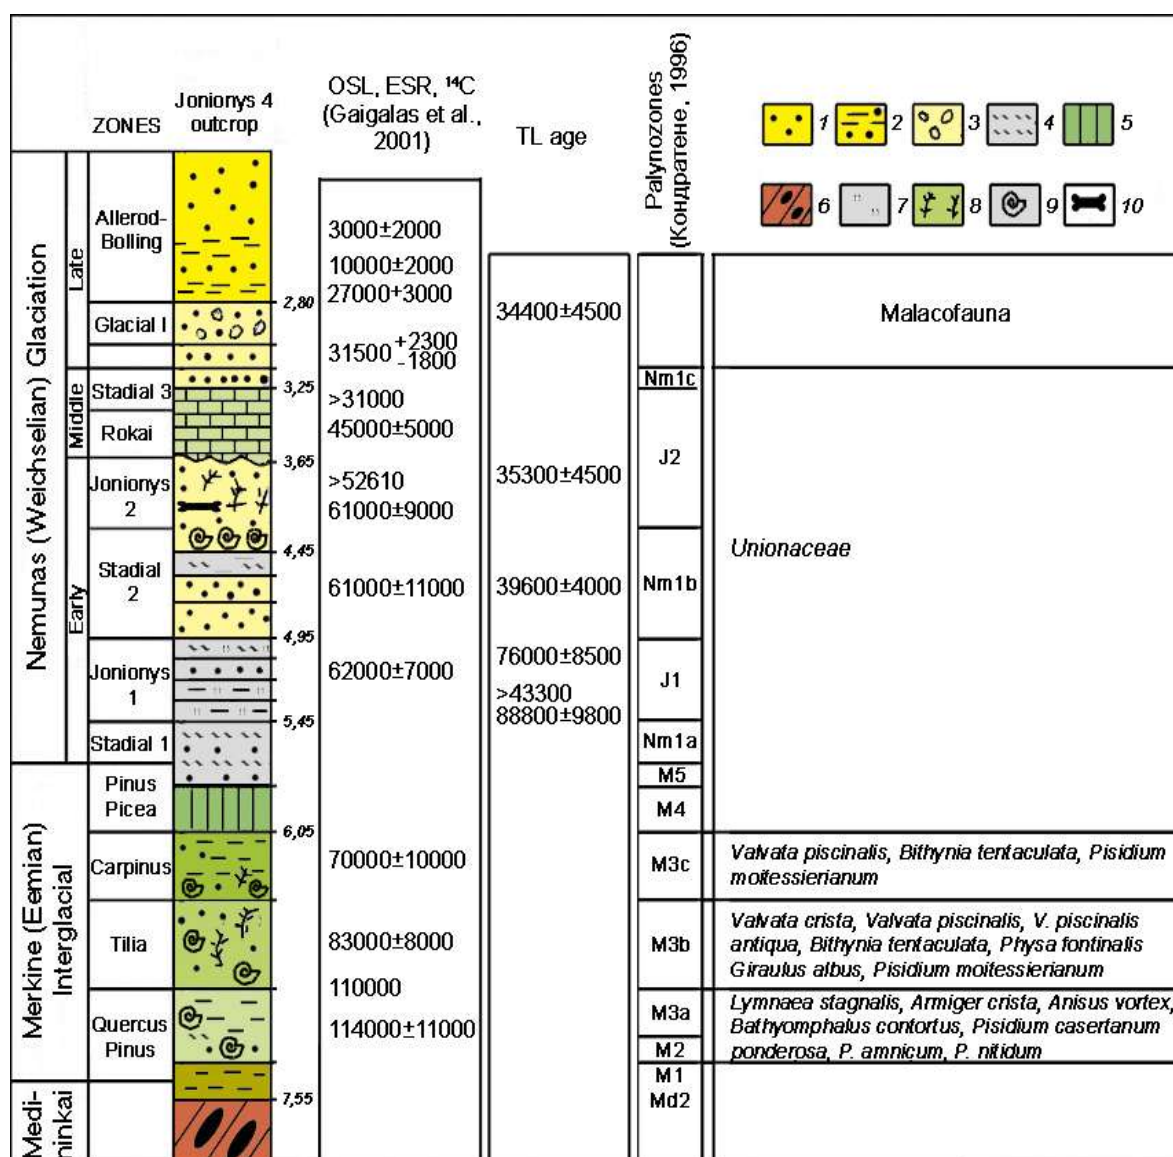 ZONES
Jonionys 4
outcrop
OSL, ESR, ¹⁴C
(Gaigalas et al.,
2001)
TL age
Palynozones
(Кондратене, 1996)
1
2
3
4
5
6
7
8
9
10
Nemunas (Weichselian) Glaciation
Late
Middle
Early
Merkine (Eemian)
Interglacial
Medi-
ninkai
Allerod-
Bolling
Glacial I
Stadial 3
Rokai
Jonionys
2
Stadial
2
Jonionys
1
Stadial 1
Pinus
Picea
Carpinus
Tilia
Quercus
Pinus
2,80
3,25
3,65
4,45
4,95
5,45
6,05
7,55
3000±2000
10000±2000
27000+3000
31500 +2300
-1800
>31000
45000±5000
>52610
61000±9000
61000±11000
62000±7000
70000±10000
83000±8000
110000
114000±11000
34400±4500
35300±4500
39600±4000
76000±8500
>43300
88800±9800
Nm1c
J2
Nm1b
J1
Nm1a
M5
M4
M3c
M3b
M3a
M2
M1
Md2
Malacofauna
Unionaceae
Valvata piscinalis, Bithynia tentaculata, Pisidium
moitessierianum
Valvata crista, Valvata piscinalis, V. piscinalis
antiqua, Bithynia tentaculata, Physa fontinalis
Giraulus albus, Pisidium moitessierianum
Lymnaea stagnalis, Armiger crista, Anisus vortex,
Bathyomphalus contortus, Pisidium casertanum
ponderosa, P. amnicum, P. nitidum